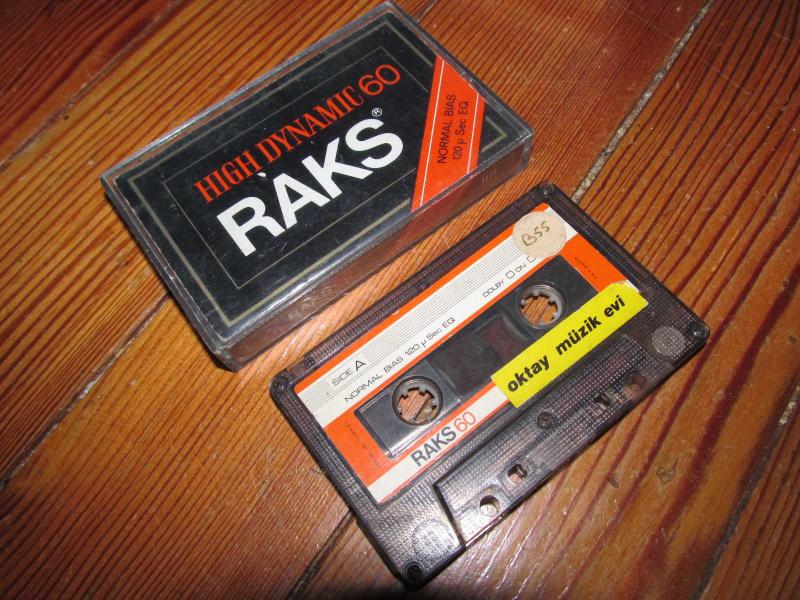 HIGH DYNAMIC 60
RAKS®
NORMAL BIAS
120 µ Sec EQ
B55
SIDE A
NORMAL BIAS 120 µ Sec EQ
DOLBY ON
RAKS 60
oktay müzik evi